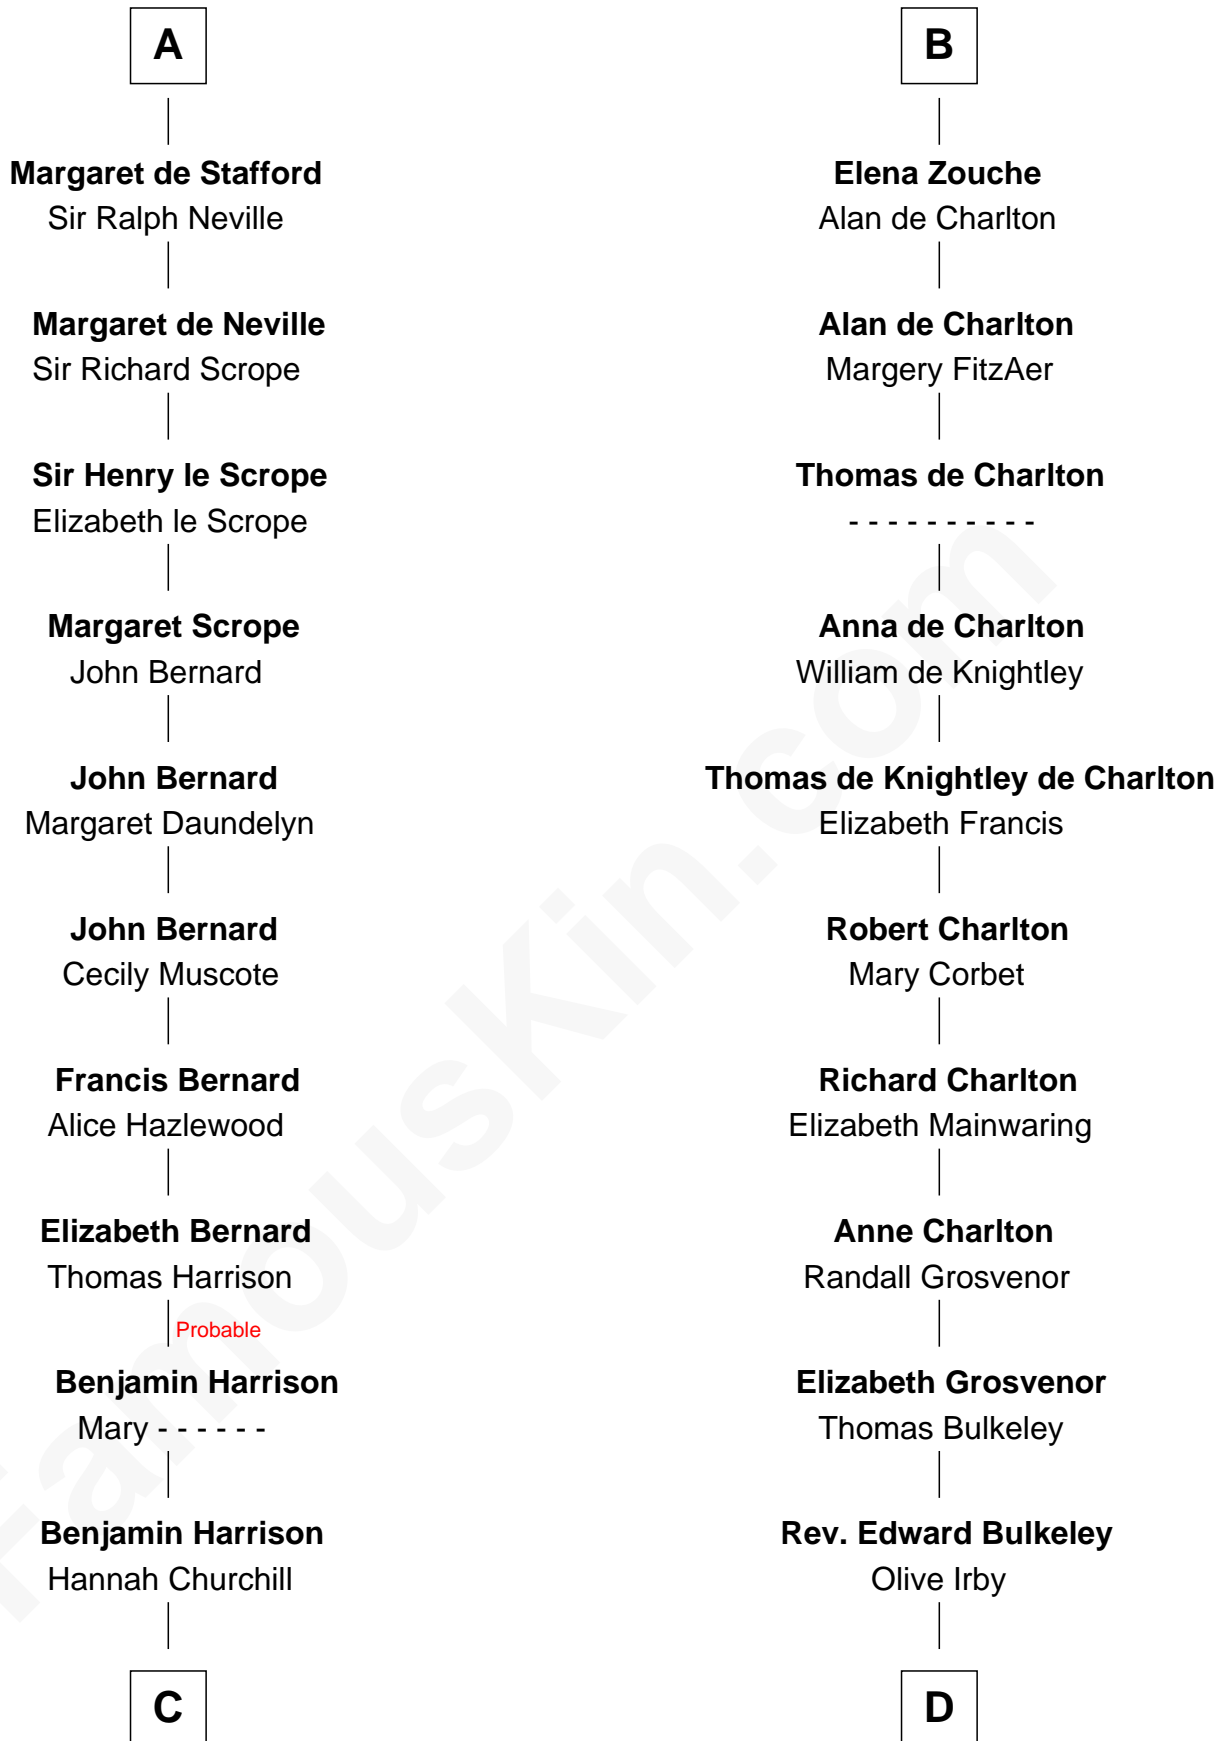 A
Margaret de Stafford
Sir Ralph Neville
Margaret de Neville
Sir Richard Scrope
Sir Henry le Scrope
Elizabeth le Scrope
Margaret Scrope
John Bernard
John Bernard
Margaret Daundelyn
John Bernard
Cecily Muscote
Francis Bernard
Alice Hazlewood
Elizabeth Bernard
Thomas Harrison
Probable
Benjamin Harrison
Mary - - - - - -
Benjamin Harrison
Hannah Churchill
C
B
Elena Zouche
Alan de Charlton
Alan de Charlton
Margery FitzAer
Thomas de Charlton
- - - - - - - - - -
Anna de Charlton
William de Knightley
Thomas de Knightley de Charlton
Elizabeth Francis
Robert Charlton
Mary Corbet
Richard Charlton
Elizabeth Mainwaring
Anne Charlton
Randall Grosvenor
Elizabeth Grosvenor
Thomas Bulkeley
Rev. Edward Bulkeley
Olive Irby
D
FamousKin.com